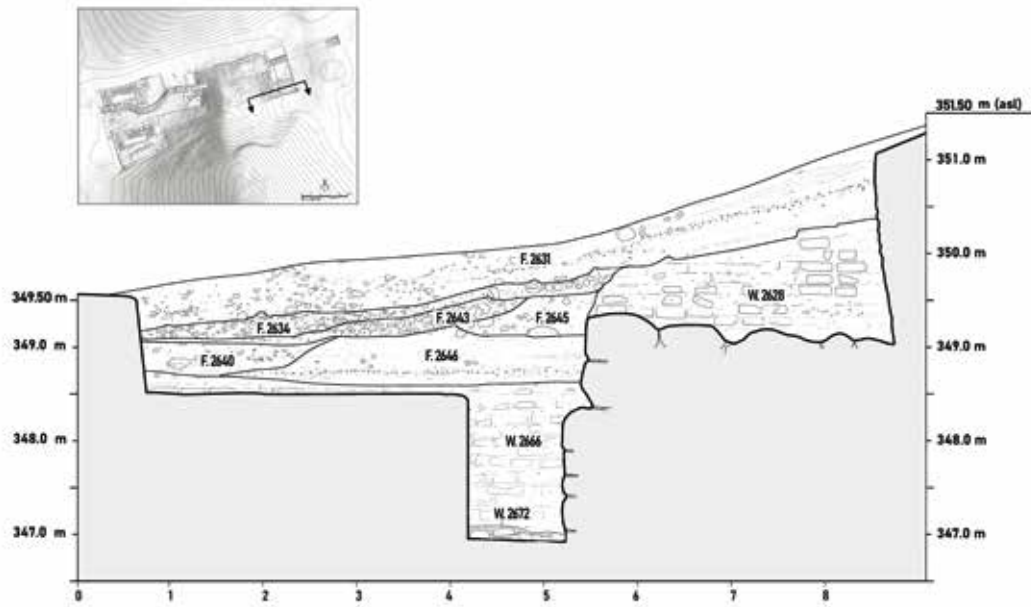 351.50 m (asl)
351.0 m
F. 2631
350.0 m
349.50 m
W. 2628
F. 2634
F. 2643
F. 2645
349.0 m
349.0 m
F. 2640
F. 2646
348.0 m
W. 2666
348.0 m
W. 2672
347.0 m
347.0 m
0 1 2 3 4 5 6 7 8